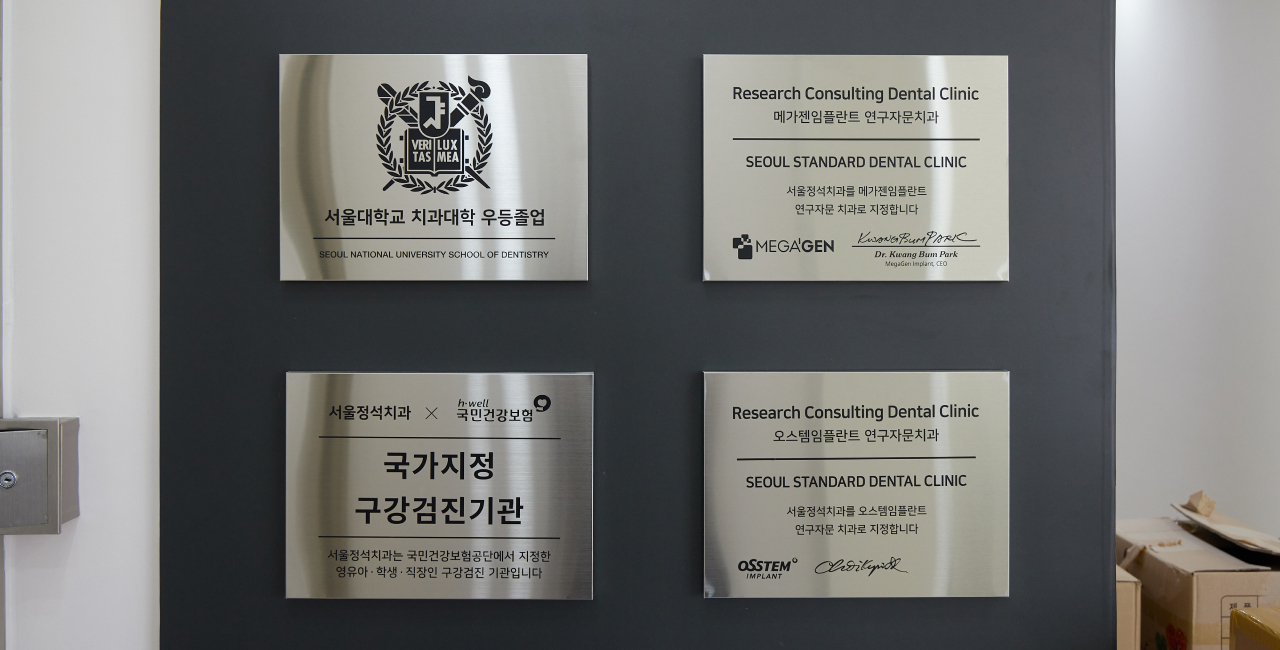 VERI LUX
TAS MEA
서울대학교 치과대학 우등졸업
SEOUL NATIONAL UNIVERSITY SCHOOL OF DENTISTRY
Research Consulting Dental Clinic
메가젠임플란트 연구자문치과
SEOUL STANDARD DENTAL CLINIC
서울정석치과를 메가젠임플란트
연구자문 치과로 지정합니다
MEGA'GEN
KWANG BUM PARK
Dr. Kwang Bum Park
MegaGen Implant, CEO
서울정석치과 × h-well
국민건강보험
국가지정
구강검진기관
서울정석치과는 국민건강보험공단에서 지정한
영유아·학생·직장인 구강검진 기관입니다
Research Consulting Dental Clinic
오스템임플란트 연구자문치과
SEOUL STANDARD DENTAL CLINIC
서울정석치과를 오스템임플란트
연구자문 치과로 지정합니다
OSSTEM
IMPLANT